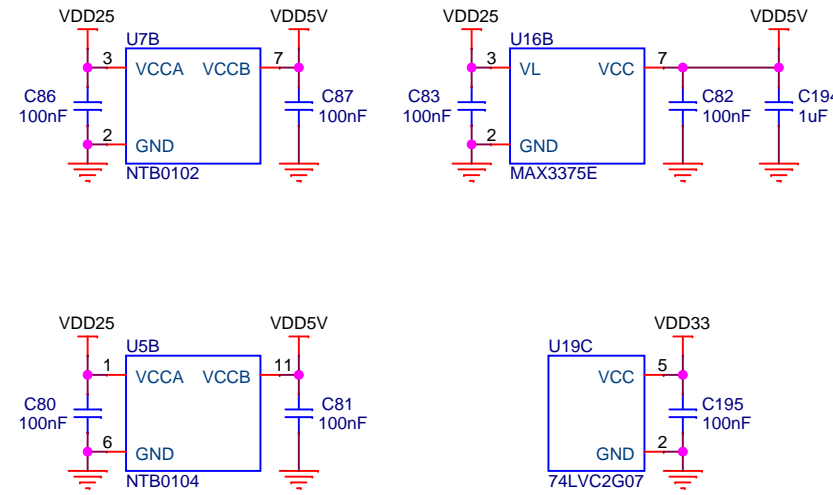 VDD25 VDD5V
U7B
3 VCCA VCCB 7
C86 100nF
C87 100nF
2 GND
NTB0102
VDD25 VDD5V
U16B
3 VL VCC 7
C83 100nF
C82 100nF
C194 1uF
2 GND
MAX3375E
VDD25 VDD5V
U5B
1 VCCA VCCB 11
C80 100nF
C81 100nF
6 GND
NTB0104
VDD33
U19C
VCC 5
C195 100nF
GND 2
74LVC2G07